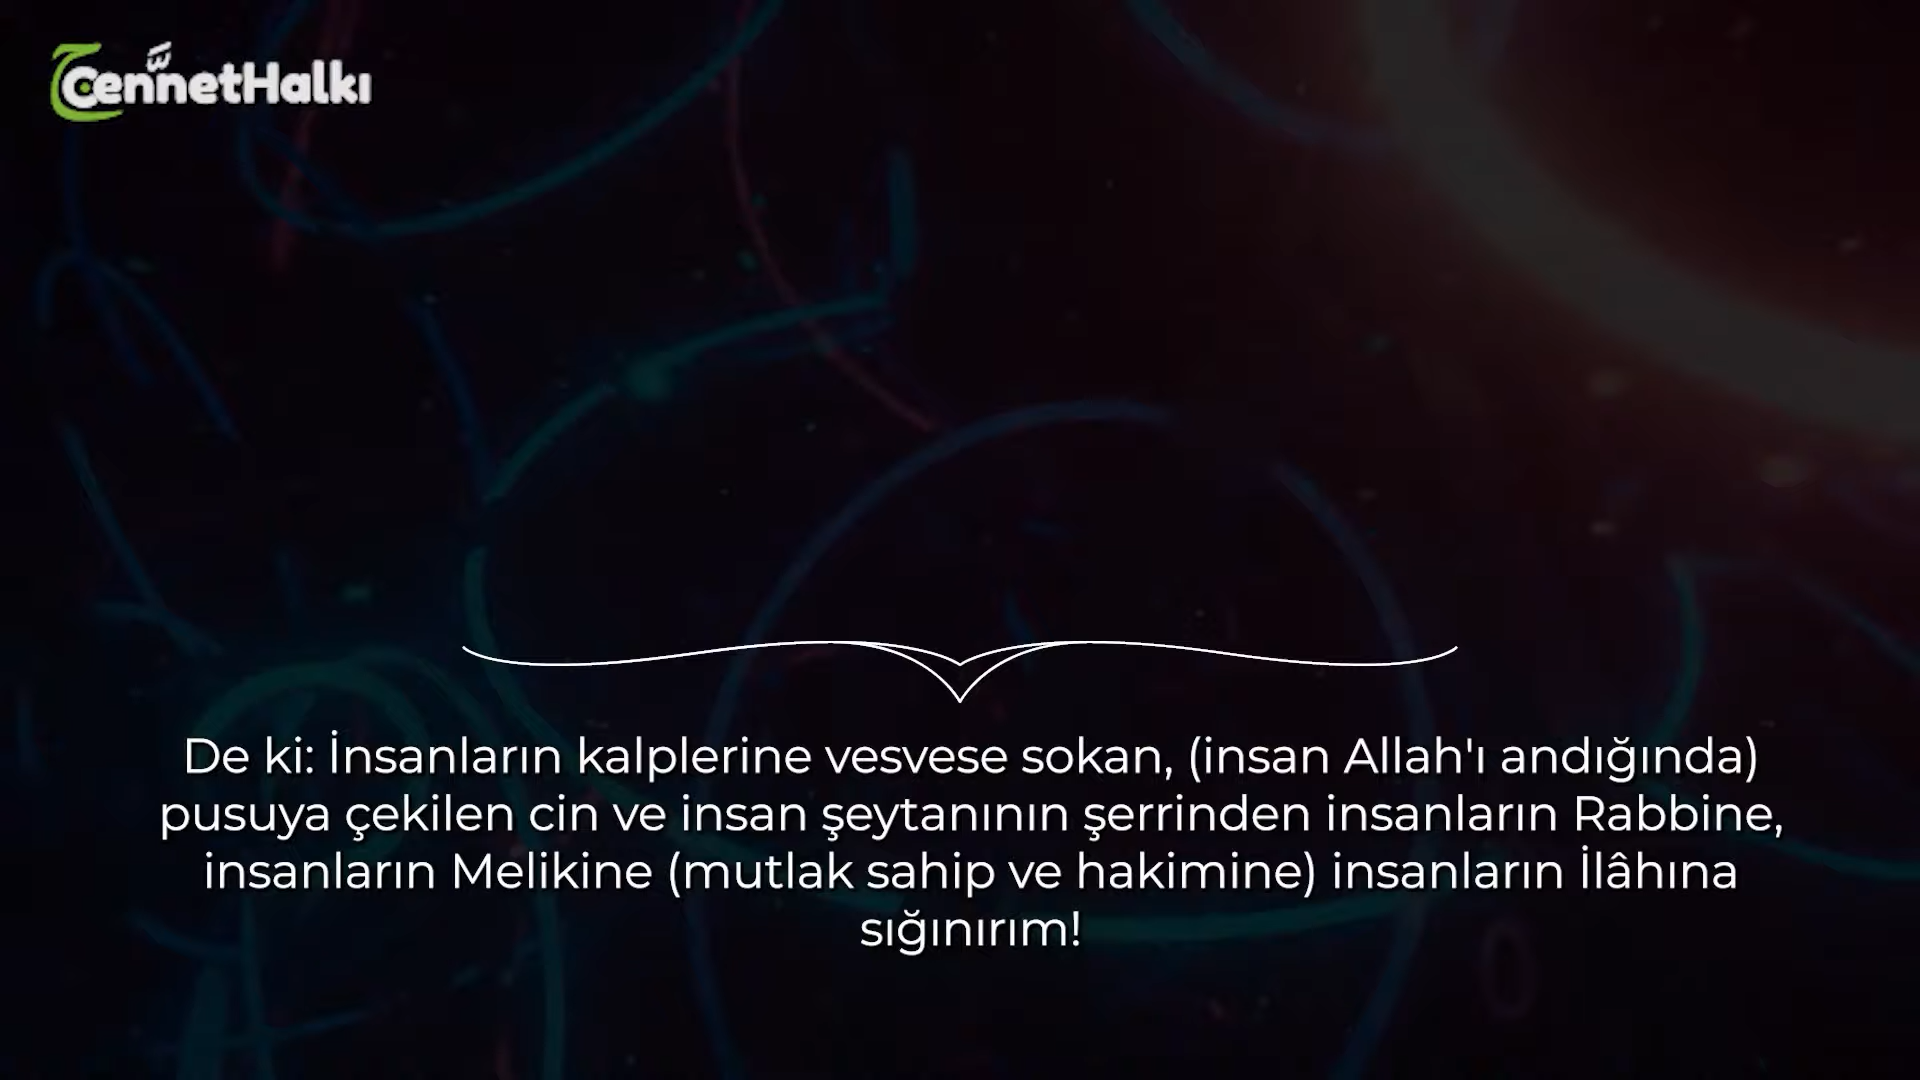 CennetHalkı
De ki: İnsanların kalplerine vesvese sokan, (insan Allah'ı andığında)
pusuya çekilen cin ve insan şeytanının şerrinden insanların Rabbine,
insanların Melikine (mutlak sahip ve hakimine) insanların İlâhına
sığınırım!